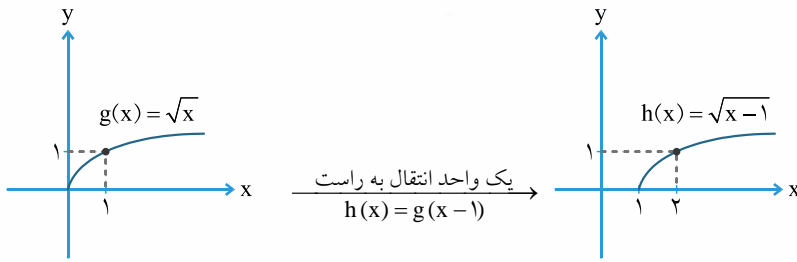 y
g(x) = √x
۱
x
۱
یک واحد انتقال به راست
h(x) = g(x − ۱)
y
h(x) = √(x − ۱)
۱
x
۱ ۲